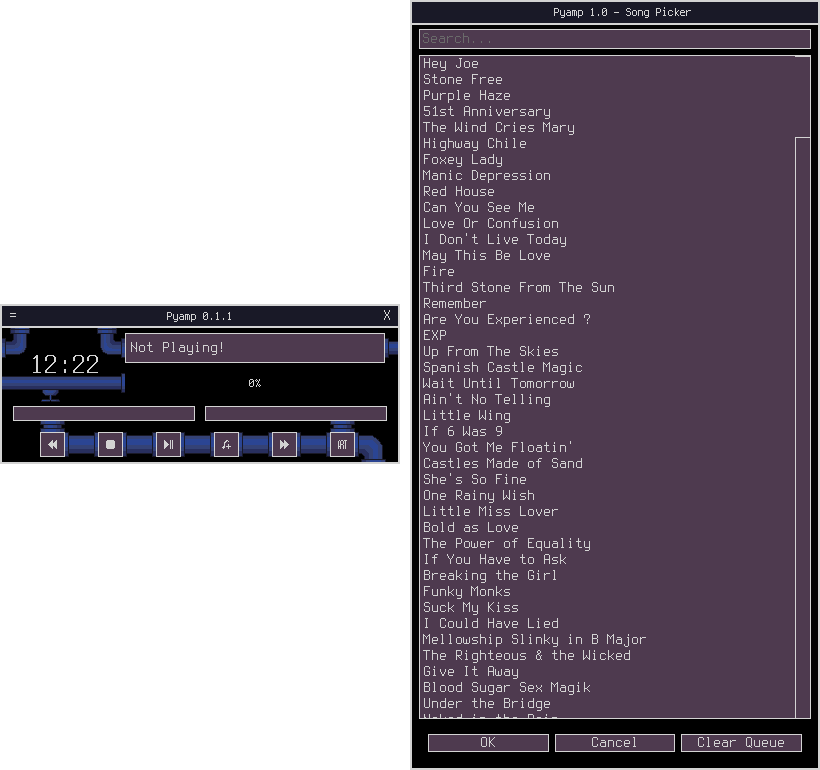 Pyamp 1.0 - Song Picker
Search...
Hey Joe
Stone Free
Purple Haze
51st Anniversary
The Wind Cries Mary
Highway Chile
Foxey Lady
Manic Depression
Red House
Can You See Me
Love Or Confusion
I Don't Live Today
May This Be Love
Fire
Third Stone From The Sun
Remember
Are You Experienced ?
EXP
Up From The Skies
Spanish Castle Magic
Wait Until Tomorrow
Ain't No Telling
Little Wing
If 6 Was 9
You Got Me Floatin'
Castles Made of Sand
She's So Fine
One Rainy Wish
Little Miss Lover
Bold as Love
The Power of Equality
If You Have to Ask
Breaking the Girl
Funky Monks
Suck My Kiss
I Could Have Lied
Mellowship Slinky in B Major
The Righteous & the Wicked
Give It Away
Blood Sugar Sex Magik
Under the Bridge
OK
Cancel
Clear Queue
= Pyamp 0.1.1 X
12:22
Not Playing!
0%
ART